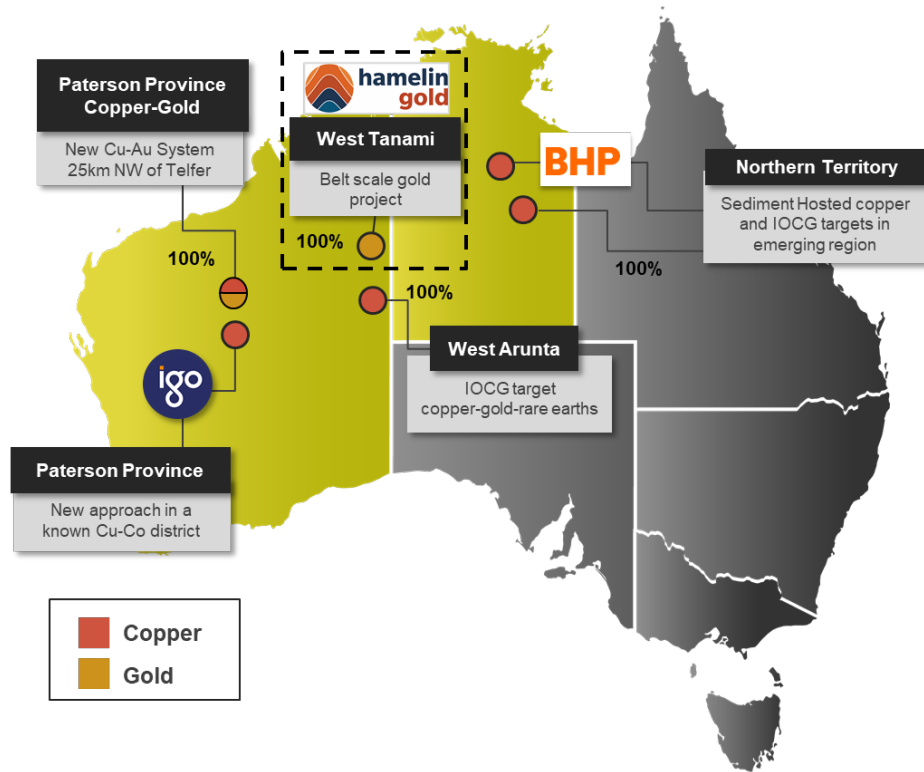 Paterson Province
Copper-Gold
New Cu-Au System
25km NW of Telfer
100%
hamelin
gold
West Tanami
Belt scale gold
project
100%
BHP
Northern Territory
Sediment Hosted copper
and IOCG targets in
emerging region
100%
100%
West Arunta
IOCG target
copper-gold-rare earths
igo
Paterson Province
New approach in a
known Cu-Co district
Copper
Gold